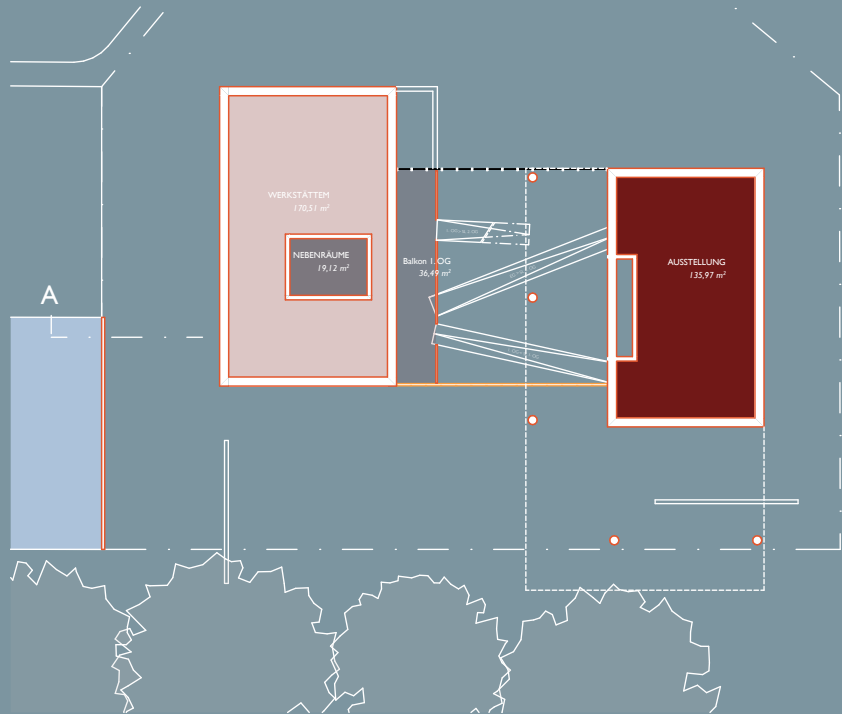 WERKSTÄTTEM
170,51 m²
NEBENRÄUME
19,12 m²
Balkon 1.OG
36,49 m²
AUSSTELLUNG
135,97 m²
A